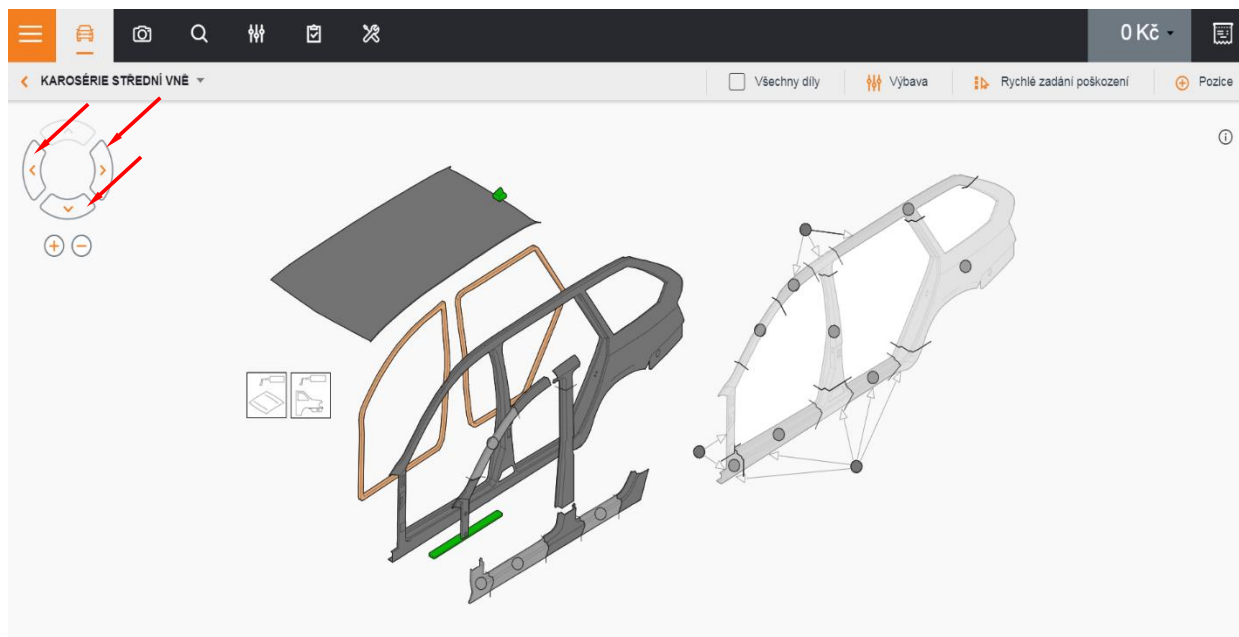 0 Kč
KAROSÉRIE STŘEDNÍ VNĚ
Všechny díly
Výbava
Rychlé zadání poškození
Pozice